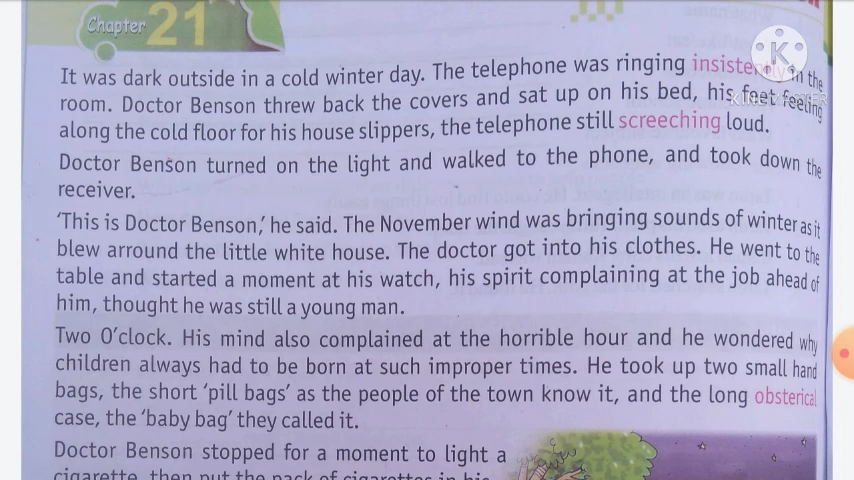 Chapter 21
It was dark outside in a cold winter day. The telephone was ringing insistently in the
room. Doctor Benson threw back the covers and sat up on his bed, his feet feeling
along the cold floor for his house slippers, the telephone still screeching loud.
Doctor Benson turned on the light and walked to the phone, and took down the
receiver.
‘This is Doctor Benson,’ he said. The November wind was bringing sounds of winter as it
blew arround the little white house. The doctor got into his clothes. He went to the
table and started a moment at his watch, his spirit complaining at the job ahead of
him, thought he was still a young man.
Two O’clock. His mind also complained at the horrible hour and he wondered why
children always had to be born at such improper times. He took up two small hand
bags, the short ‘pill bags’ as the people of the town know it, and the long obsterical
case, the ‘baby bag’ they called it.
Doctor Benson stopped for a moment to light a
cigarette, then put the pack of cigarettes in his